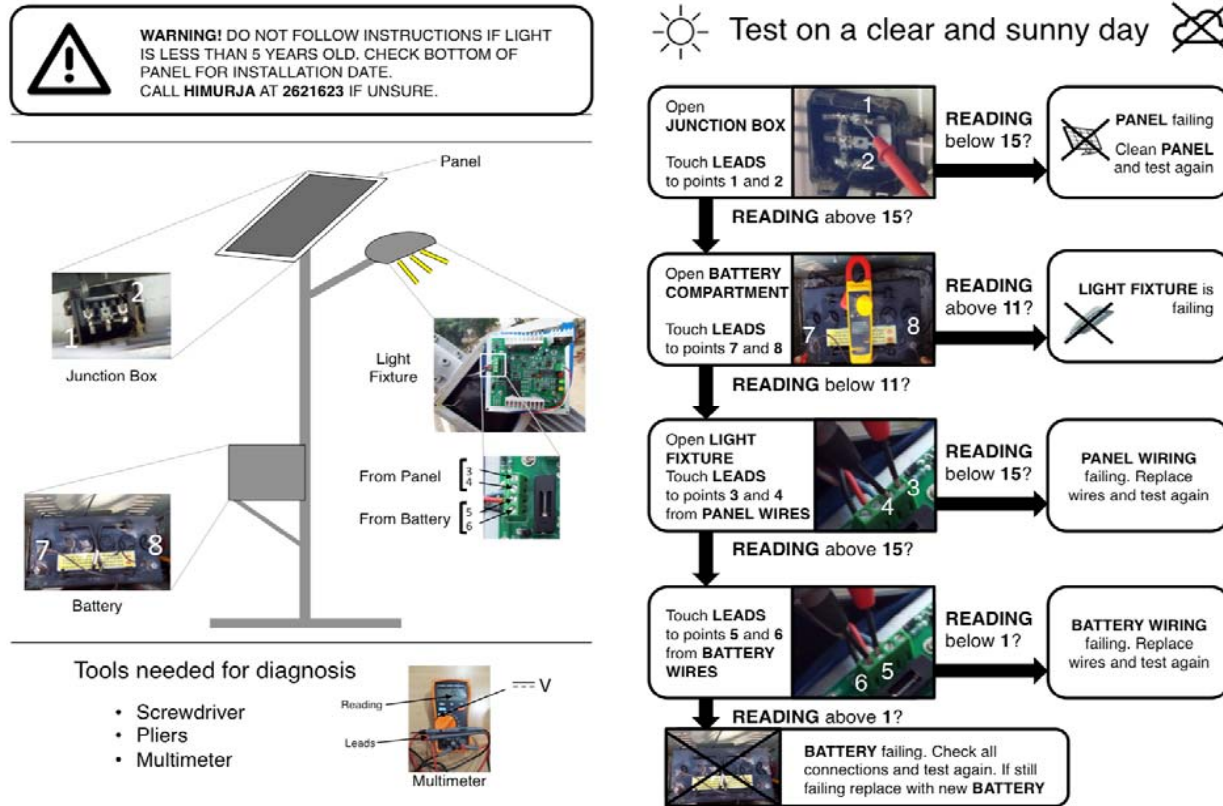 WARNING! DO NOT FOLLOW INSTRUCTIONS IF LIGHT
IS LESS THAN 5 YEARS OLD. CHECK BOTTOM OF
PANEL FOR INSTALLATION DATE.
CALL HIMURJA AT 2621623 IF UNSURE.
Panel
1
2
Junction Box
Light
Fixture
From Panel
3
4
From Battery
5
6
7
8
Battery
Tools needed for diagnosis
• Screwdriver
• Pliers
• Multimeter
Reading
Leads
V
Multimeter
Test on a clear and sunny day
Open
JUNCTION BOX
Touch LEADS
to points 1 and 2
1
2
READING
below 15?
PANEL failing
Clean PANEL
and test again
READING above 15?
Open BATTERY
COMPARTMENT
Touch LEADS
to points 7 and 8
7
8
READING
above 11?
LIGHT FIXTURE is
failing
READING below 11?
Open LIGHT
FIXTURE
Touch LEADS
to points 3 and 4
from PANEL WIRES
3
4
READING
below 15?
PANEL WIRING
failing. Replace
wires and test again
READING above 15?
Touch LEADS
to points 5 and 6
from BATTERY
WIRES
5
6
READING
below 1?
BATTERY WIRING
failing. Replace
wires and test again
READING above 1?
BATTERY failing. Check all
connections and test again. If still
failing replace with new BATTERY